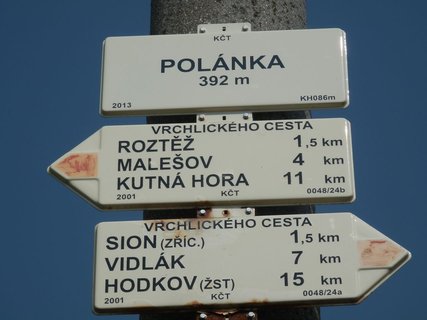 KČT
POLÁNKA
392 m
2013 KH086m
VRCHLICKÉHO CESTA
ROZTĚŽ 1,5 km
MALEŠOV 4 km
KUTNÁ HORA 11 km
2001 KČT 0048/24b
VRCHLICKÉHO CESTA
SION (ZŘÍC.) 1,5 km
VIDLÁK 7 km
HODKOV (ŽST) 15 km
2001 KČT 0048/24a